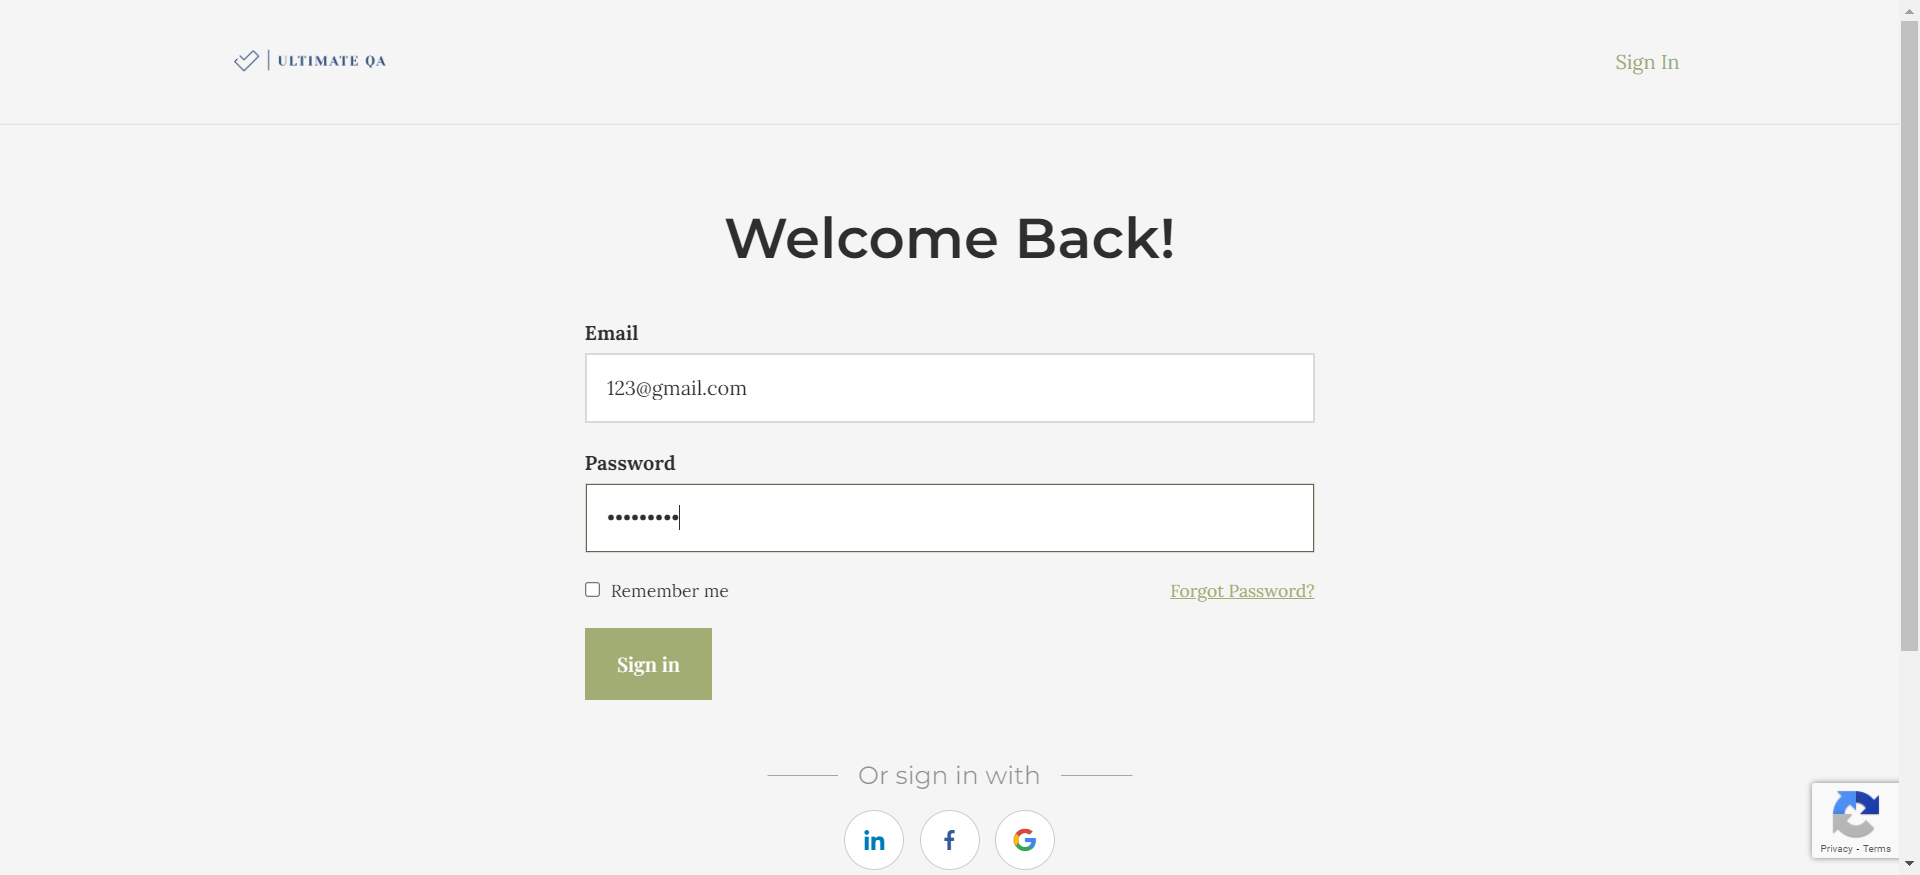 ULTIMATE QA
Sign In
Welcome Back!
Email
123@gmail.com
Password
•••••••••
Remember me
Forgot Password?
Sign in
Or sign in with
Privacy - Terms